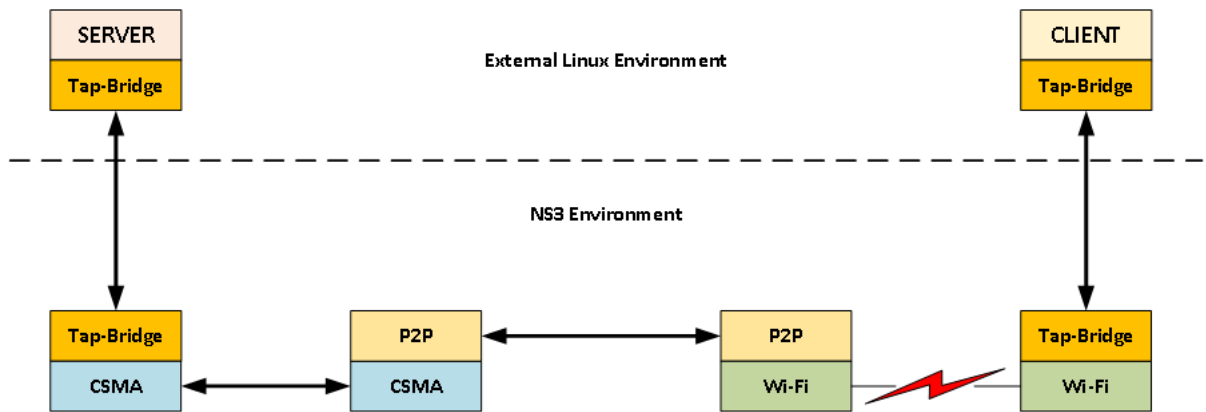 SERVER
Tap-Bridge
External Linux Environment
CLIENT
Tap-Bridge
NS3 Environment
Tap-Bridge
CSMA
P2P
CSMA
P2P
Wi-Fi
Tap-Bridge
Wi-Fi